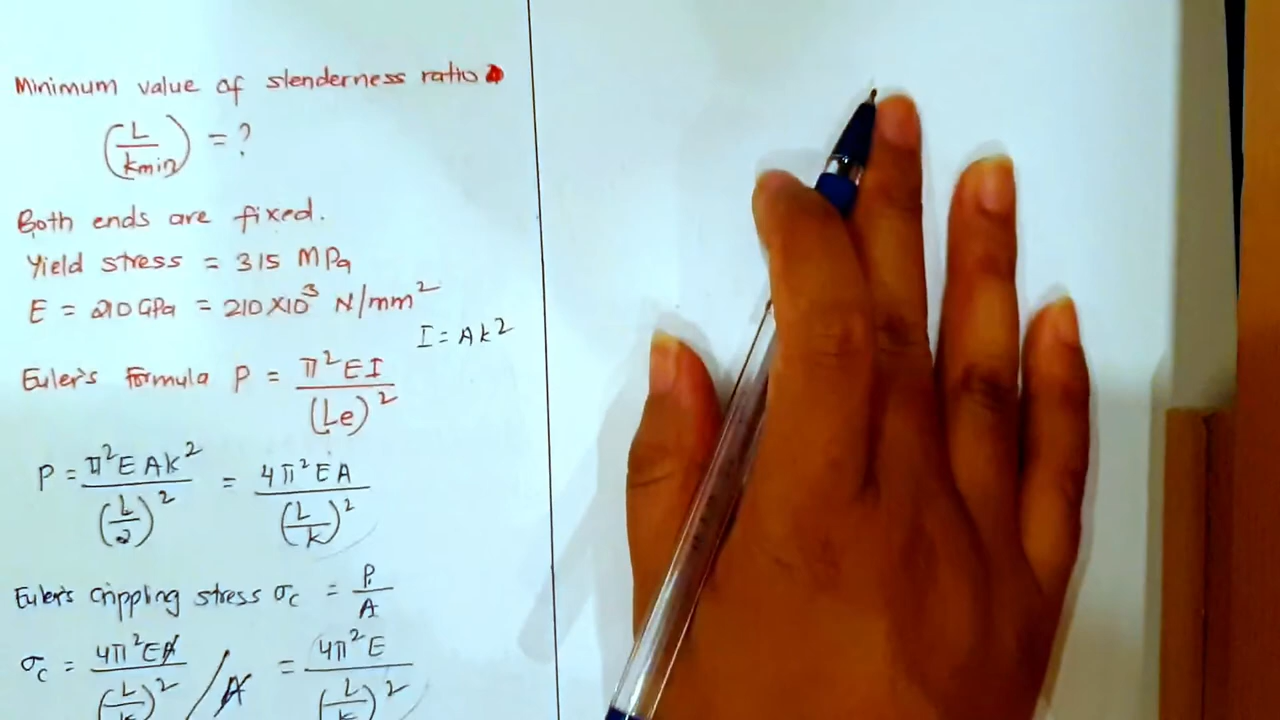 Minimum value of slenderness ratio
(L/kmin) = ?
Both ends are fixed.
Yield stress = 315 MPa
E = 210 GPa = 210 × 10³ N/mm²
I = Ak²
Euler's formula P = π²EI/(Le)²
P = π²EAk²/(L/2)² = 4π²EA/(L/k)²
Euler's crippling stress σc = P/A
σc = 4π²EA/(L/k)² / A = 4π²E/(L/k)²